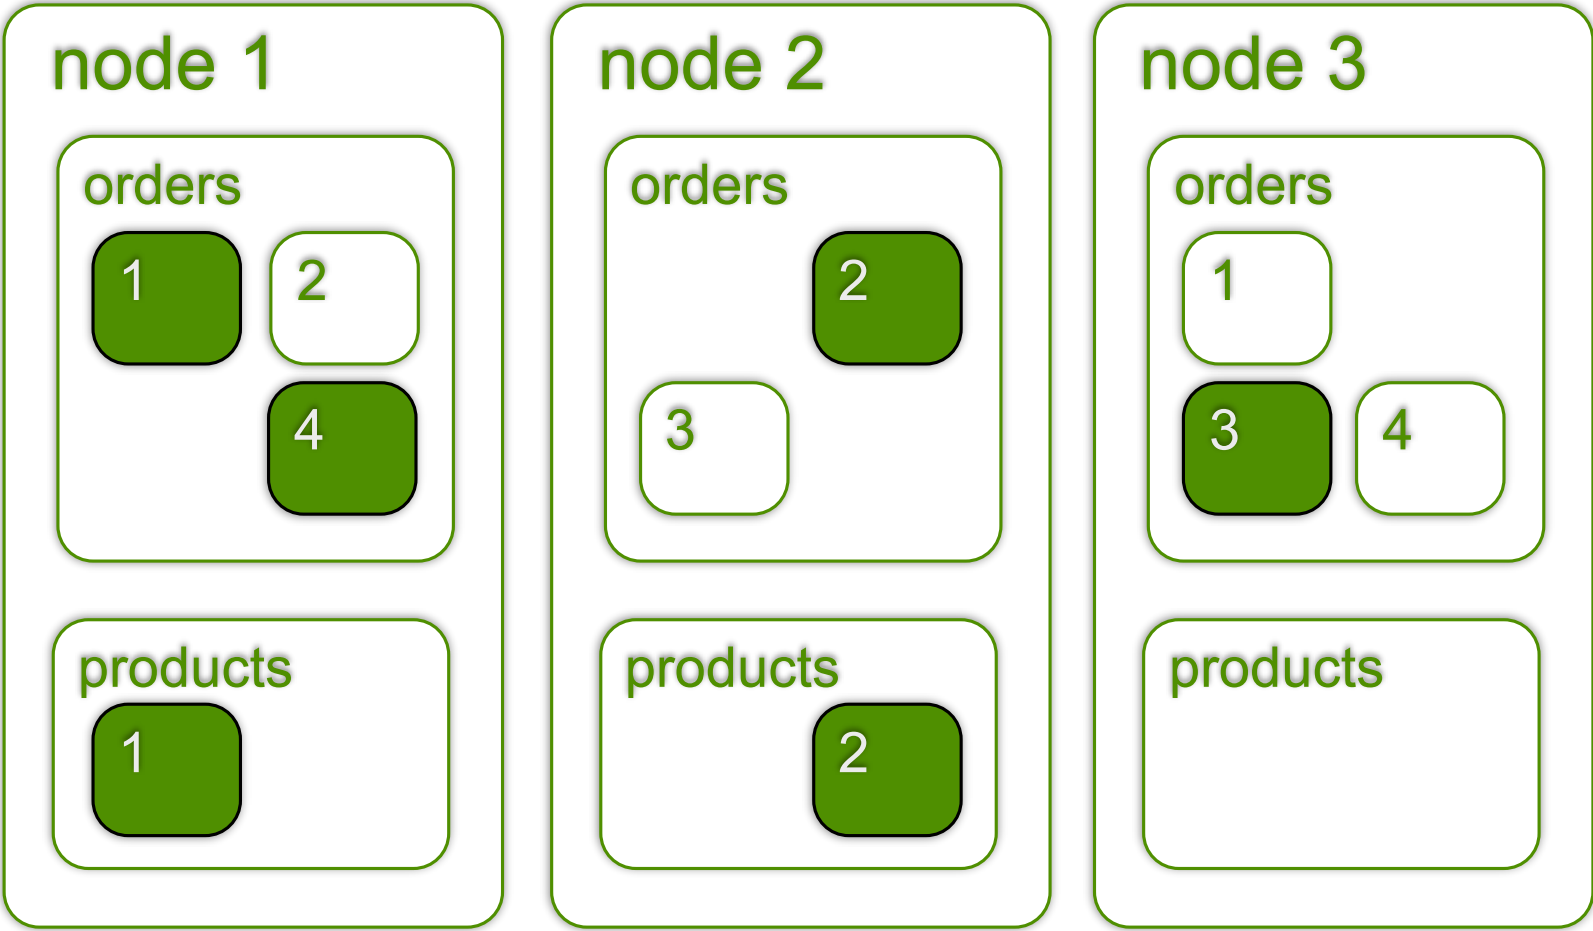 node 1
orders
1 2
4
products
1
node 2
orders
2
3
products
2
node 3
orders
1
3 4
products